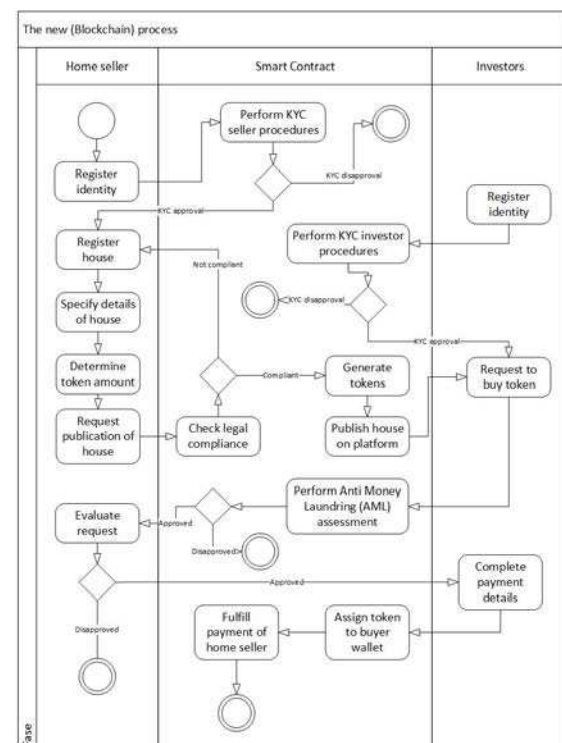 The new (Blockchain) process
Home seller
Smart Contract
Investors
Perform KYC
seller procedures
Register
identity
KYC disapproval
KYC approval
Register
identity
Register
house
Perform KYC investor
procedures
Not compliant
Specify details
of house
KYC disapproval
KYC approval
Determine
token amount
Compliant
Generate
tokens
Request to
buy token
Request
publication of
house
Check legal
compliance
Publish house
on platform
Perform Anti Money
Laundring (AML)
assessment
Evaluate
request
Approved
Disapproved
Approved
Complete
payment
details
Disapproved
Fulfill
payment of
home seller
Assign token
to buyer
wallet
Fase